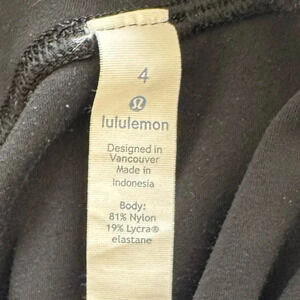 4
lululemon
Designed in
Vancouver
Made in
Indonesia
Body:
81% Nylon
19% Lycra®
elastane